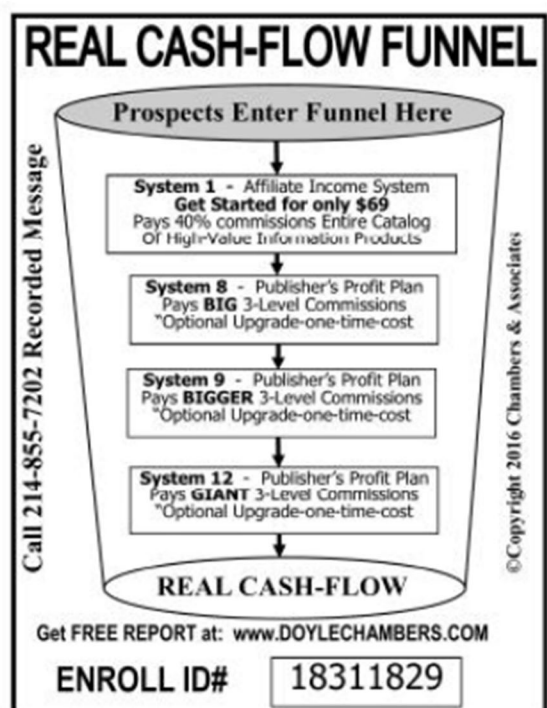 REAL CASH-FLOW FUNNEL
Prospects Enter Funnel Here
System 1 - Affiliate Income System
Get Started for only $69
Pays 40% commissions Entire Catalog
Of High-Value Information Products
System 8 - Publisher's Profit Plan
Pays BIG 3-Level Commissions
"Optional Upgrade-one-time-cost
System 9 - Publisher's Profit Plan
Pays BIGGER 3-Level Commissions
"Optional Upgrade-one-time-cost
System 12 - Publisher's Profit Plan
Pays GIANT 3-Level Commissions
"Optional Upgrade-one-time-cost
REAL CASH-FLOW
Call 214-855-7202 Recorded Message
©Copyright 2016 Chambers & Associates
Get FREE REPORT at: www.DOYLECHAMBERS.COM
ENROLL ID# 18311829